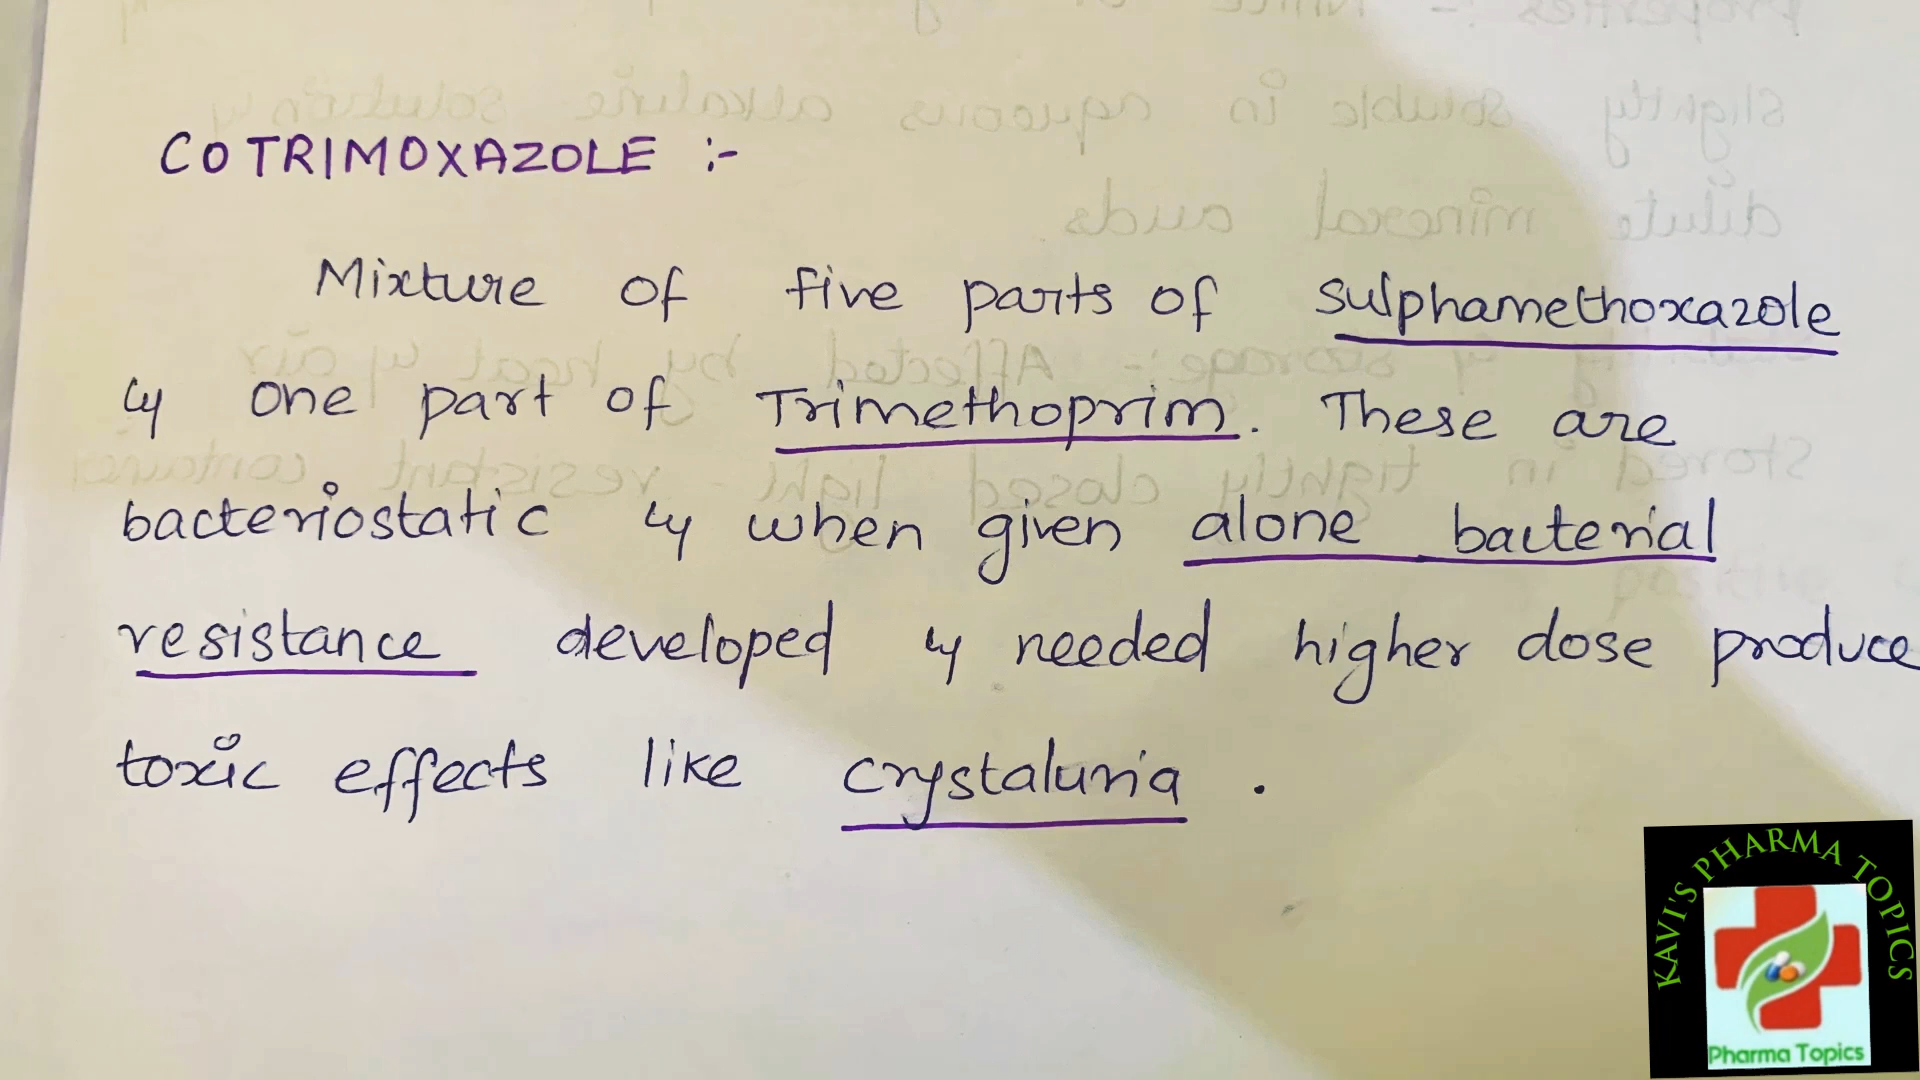 COTRIMOXAZOLE :-
Mixture of five parts of sulphamethoxazole
& one part of Trimethoprim. These are
bacteriostatic & when given alone bacterial
resistance developed & needed higher dose produce
toxic effects like crystaluria .
KAVI'S PHARMA TOPICS
Pharma Topics